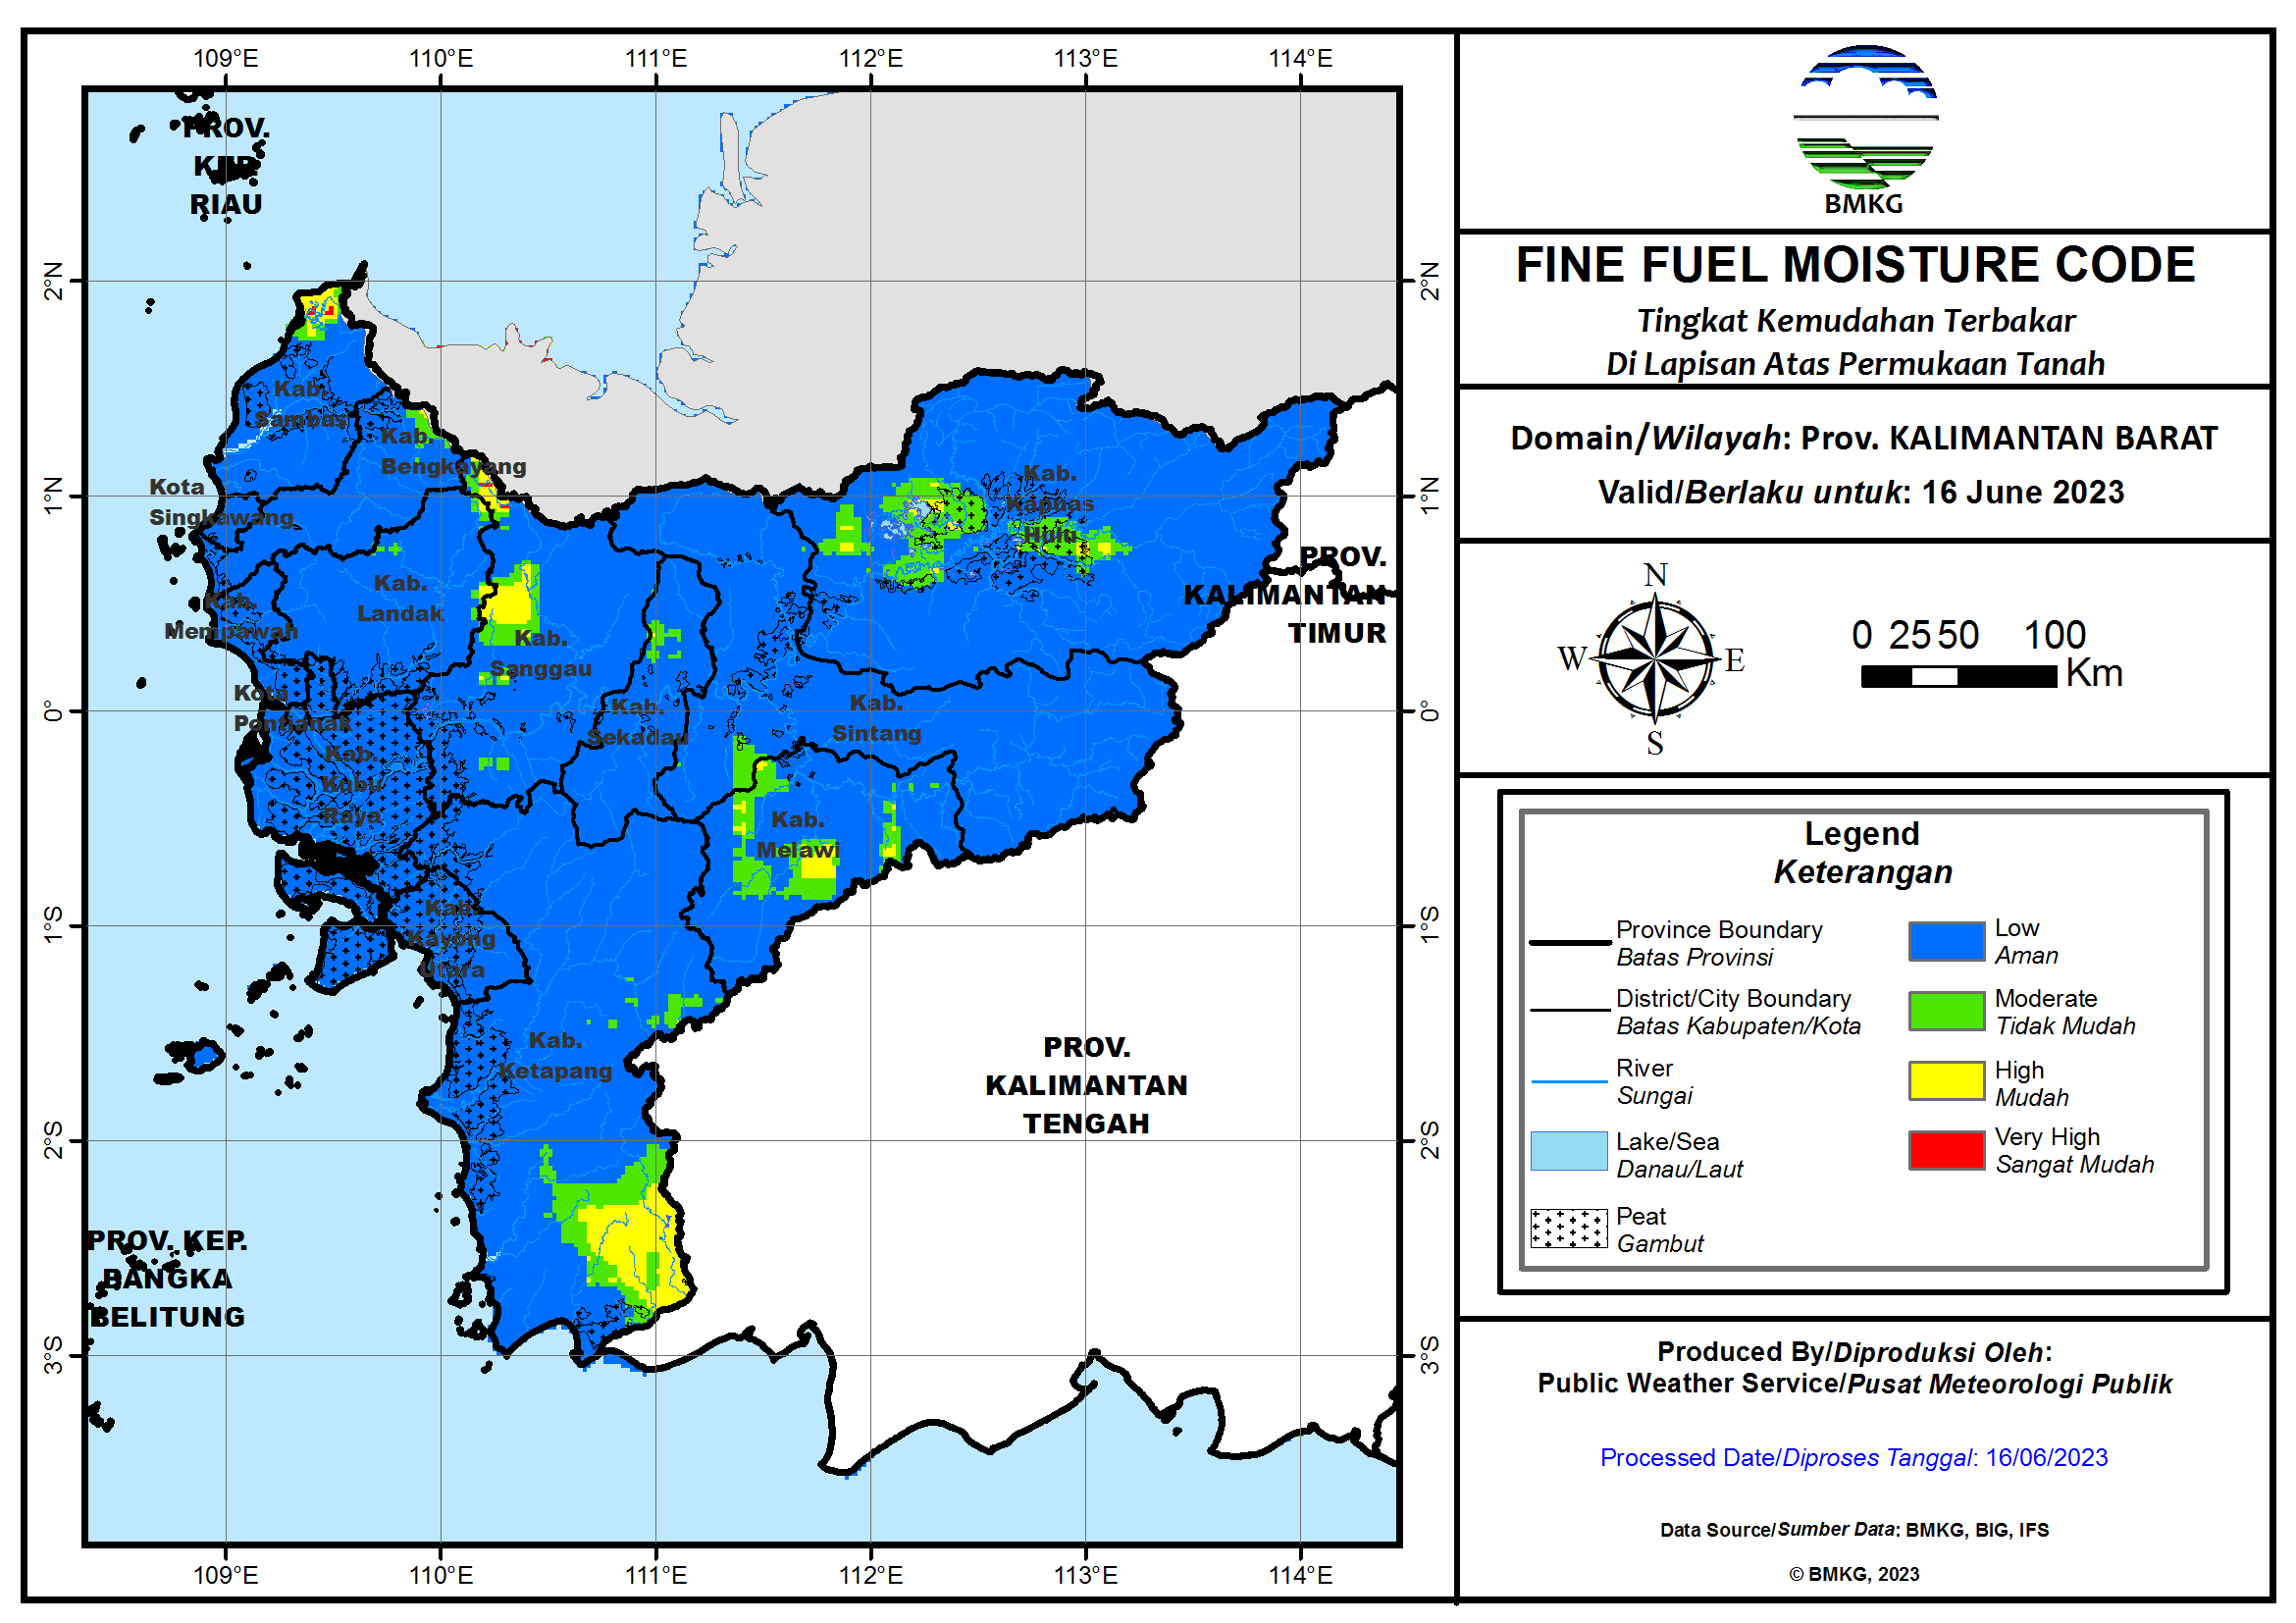 109°E 110°E 111°E 112°E 113°E 114°E
2°N
1°N
0°
1°S
2°S
3°S
PROV.
KEP.
RIAU
Kab.
Sambas
Kab.
Bengkayang
Kota
Singkawang
Kab.
Landak
Kab.
Mempawah
Kab.
Sanggau
Kota
Pontianak
Kab.
Kubu
Raya
Kab.
Sekadau
Kab.
Kapuas
Hulu
Kab.
Sintang
Kab.
Melawi
Kab.
Kayong
Utara
Kab.
Ketapang
PROV.
KALIMANTAN
TIMUR
PROV.
KALIMANTAN
TENGAH
PROV. KEP.
BANGKA
BELITUNG
2°N
1°N
0°
1°S
2°S
3°S
109°E 110°E 111°E 112°E 113°E 114°E
BMKG
FINE FUEL MOISTURE CODE
Tingkat Kemudahan Terbakar
Di Lapisan Atas Permukaan Tanah
Domain/Wilayah: Prov. KALIMANTAN BARAT
Valid/Berlaku untuk: 16 June 2023
N
W E
S
0 25 50 100
Km
Legend
Keterangan
Province Boundary
Batas Provinsi
District/City Boundary
Batas Kabupaten/Kota
River
Sungai
Lake/Sea
Danau/Laut
Peat
Gambut
Low
Aman
Moderate
Tidak Mudah
High
Mudah
Very High
Sangat Mudah
Produced By/Diproduksi Oleh:
Public Weather Service/Pusat Meteorologi Publik
Processed Date/Diproses Tanggal: 16/06/2023
Data Source/Sumber Data: BMKG, BIG, IFS
© BMKG, 2023